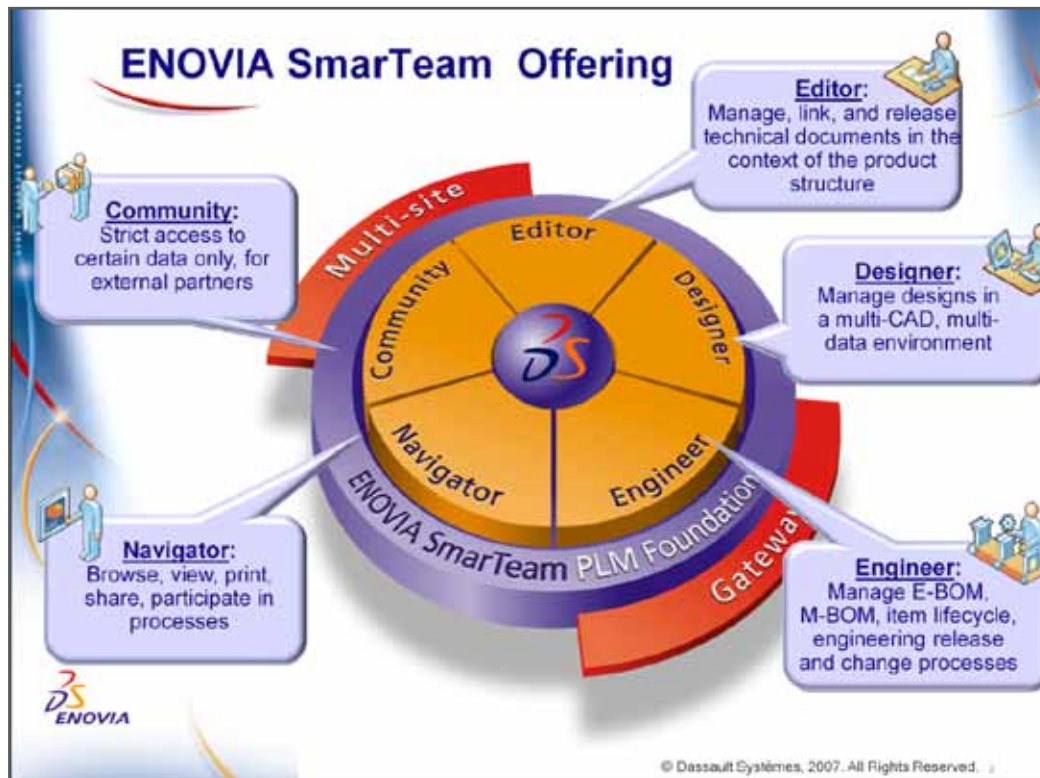 ENOVIA SmarTeam Offering
Editor:
Manage, link, and release
technical documents in the
context of the product
structure
Community:
Strict access to
certain data only, for
external partners
Designer:
Manage designs in
a multi-CAD, multi-
data environment
Navigator:
Browse, view, print,
share, participate in
processes
Engineer:
Manage E-BOM,
M-BOM, item lifecycle,
engineering release
and change processes
Multi-site
Editor
Community
Designer
Navigator
Engineer
ENOVIA SmarTeam PLM Foundation
Gateway
DS
DS
ENOVIA
© Dassault Systèmes, 2007. All Rights Reserved.